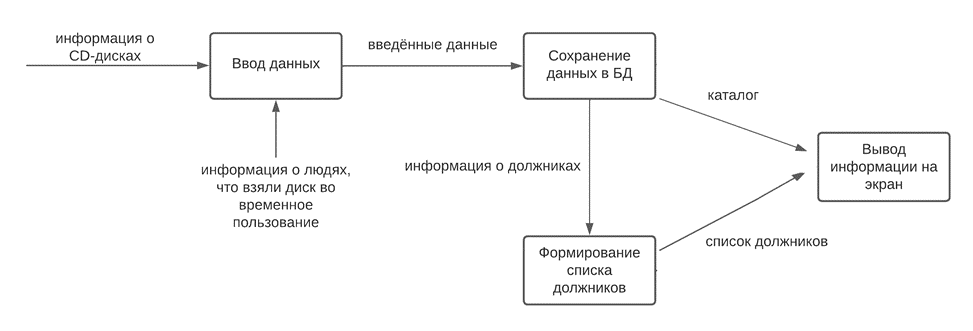 информация о
CD-дисках
Ввод данных
введённые данные
Сохранение
данных в БД
каталог
Вывод
информации на
экран
информация о людях,
что взяли диск во
временное
пользование
информация о должниках
Формирование
списка
должников
список должников